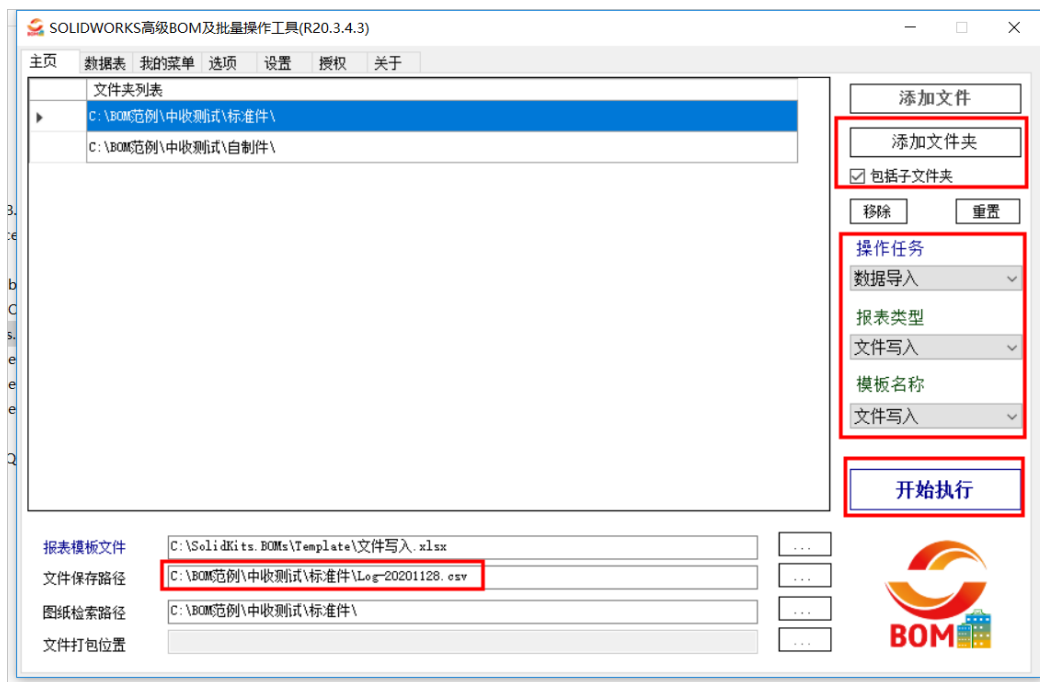 SOLIDWORKS高级BOM及批量操作工具(R20.3.4.3)
主页 数据表 我的菜单 选项 设置 授权 关于
文件夹列表
C:\BOM范例\中收测试\标准件\
C:\BOM范例\中收测试\自制件\
添加文件
添加文件夹
包括子文件夹
移除 重置
操作任务
数据导入
报表类型
文件写入
模板名称
文件写入
开始执行
报表模板文件 C:\SolidKits.BOMs\Template\文件写入.xlsx ...
文件保存路径 C:\BOM范例\中收测试\标准件\Log-20201128.csv ...
图纸检索路径 C:\BOM范例\中收测试\标准件\ ...
文件打包位置 ...
BOM